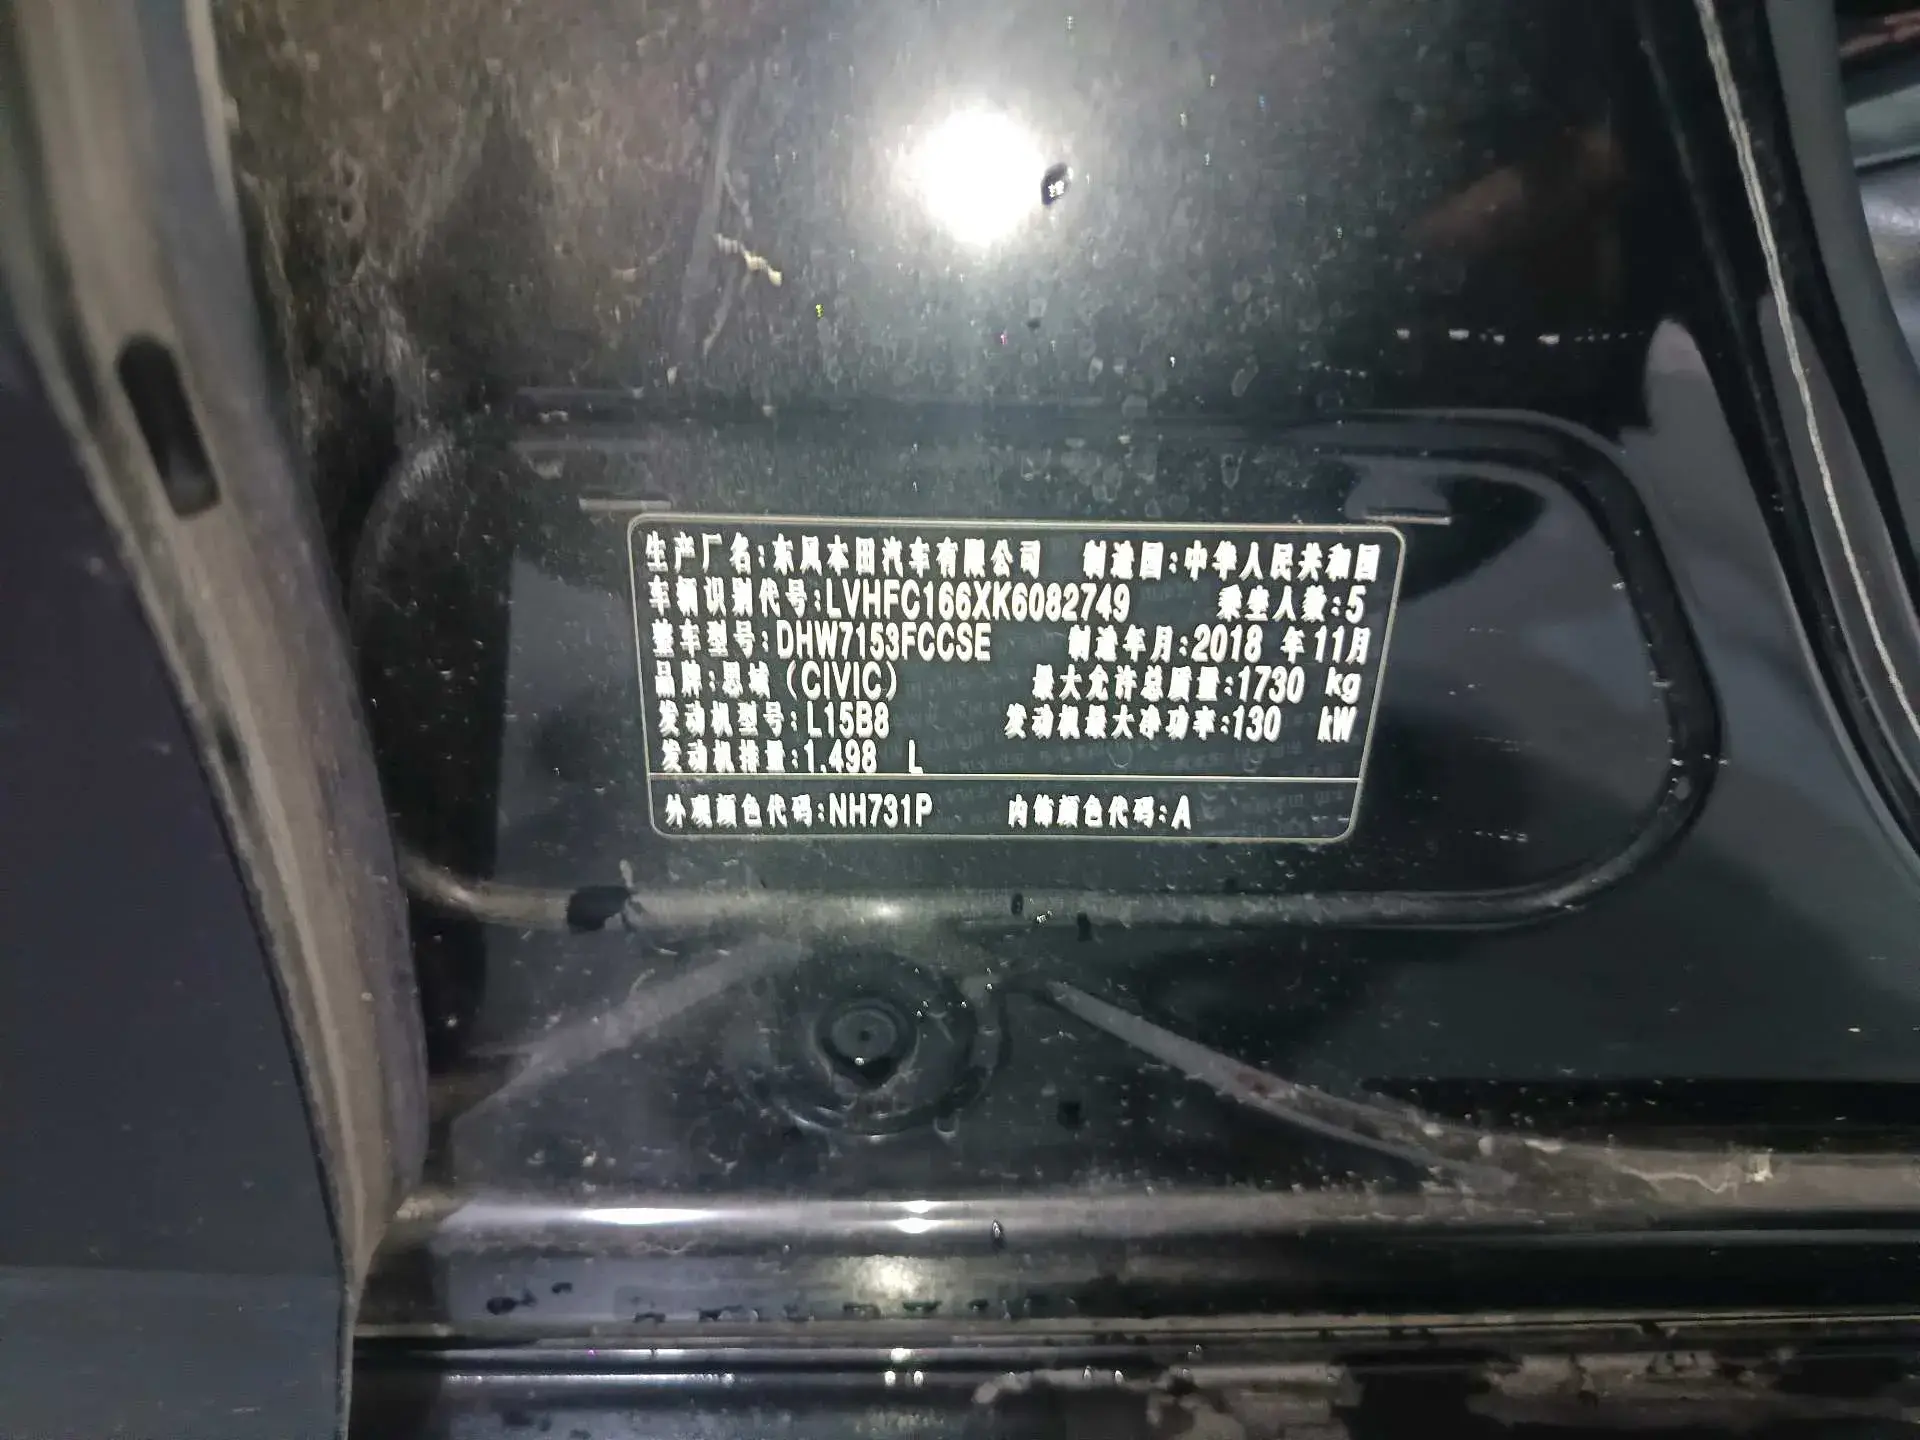 生产厂名:东风本田汽车有限公司 制造国:中华人民共和国
车辆识别代号:LVHFC166XK6082749 乘坐人数:5
整车型号:DHW7153FCCSE 制造年月:2018 年11月
品牌:思域(CIVIC) 最大允许总质量:1730 kg
发动机型号:L15B8 发动机最大净功率:130 kW
发动机排量:1.498 L
外观颜色代码:NH731P 内饰颜色代码:A